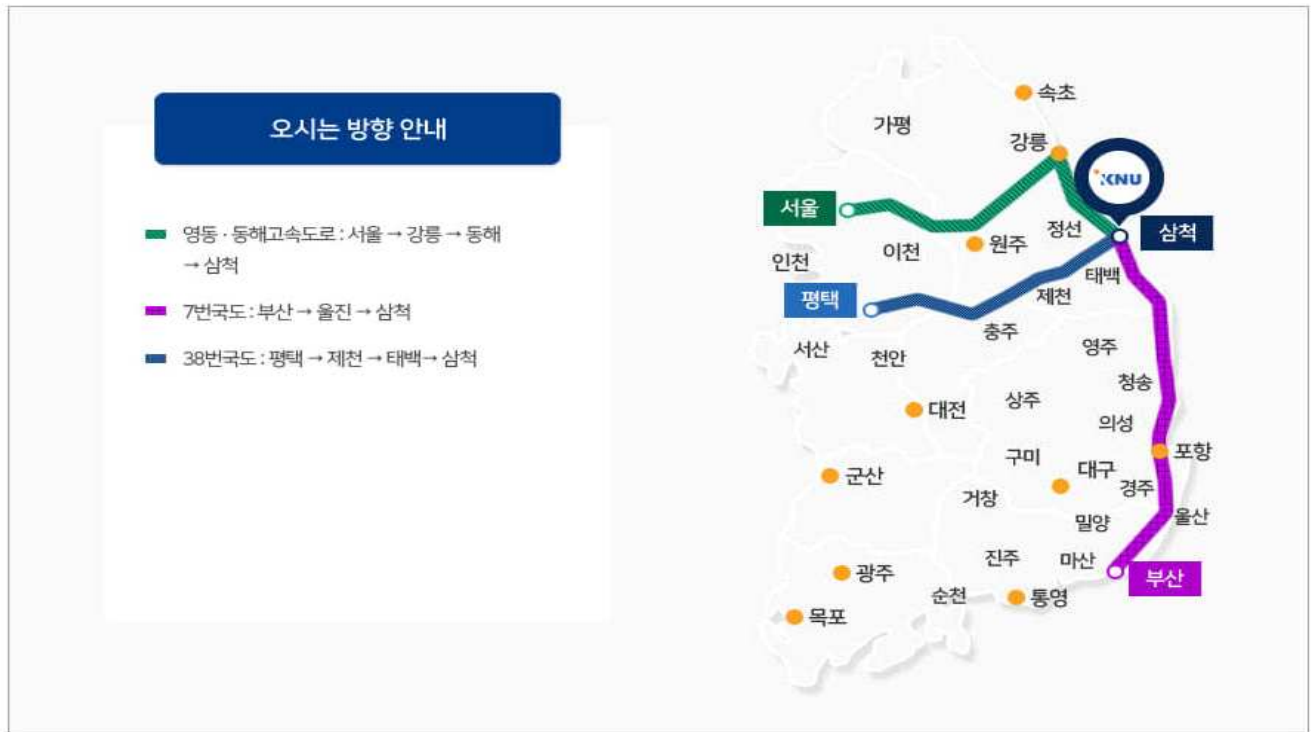 오시는 방향 안내
영동 · 동해고속도로 : 서울 → 강릉 → 동해
→ 삼척
7번국도 : 부산 → 울진 → 삼척
38번국도 : 평택 → 제천 → 태백→ 삼척
속초
가평
강릉
KNU
서울
정선
삼척
원주
이천
인천
태백
평택
제천
충주
서산
천안
영주
청송
상주
대전
의성
구미
포항
대구
군산
경주
거창
울산
밀양
진주
마산
광주
부산
순천
통영
목포